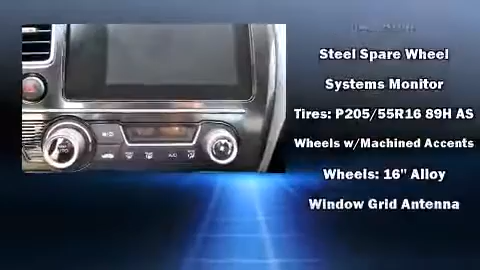 Steel Spare Wheel
Systems Monitor
Tires: P205/55R16 89H AS
Wheels w/Machined Accents
Wheels: 16" Alloy
Window Grid Antenna